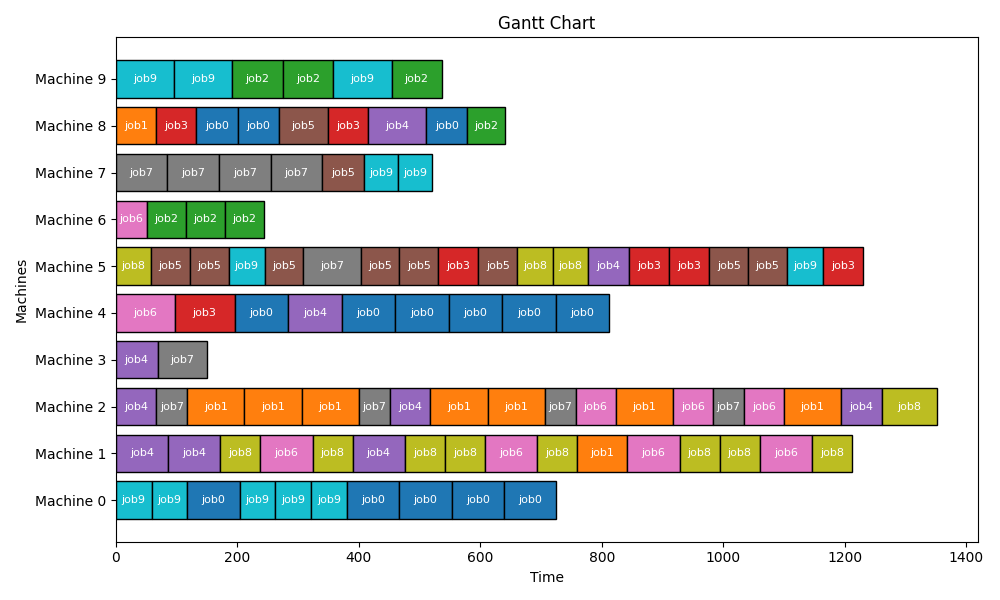 Gantt Chart
Machines
Machine 9 job9 job9 job2 job2 job9 job2
Machine 8 job1 job3 job0 job0 job5 job3 job4 job0 job2
Machine 7 job7 job7 job7 job7 job5 job9 job9
Machine 6 job6 job2 job2 job2
Machine 5 job8 job5 job5 job9 job5 job7 job5 job5 job3 job5 job8 job8 job4 job3 job3 job5 job5 job9 job3
Machine 4 job6 job3 job0 job4 job0 job0 job0 job0 job0
Machine 3 job4 job7
Machine 2 job4 job7 job1 job1 job1 job7 job4 job1 job1 job7 job6 job1 job6 job7 job6 job1 job4 job8
Machine 1 job4 job4 job8 job6 job8 job4 job8 job8 job6 job8 job1 job6 job8 job8 job6 job8
Machine 0 job9 job9 job0 job9 job9 job9 job0 job0 job0 job0
0 200 400 600 800 1000 1200 1400
Time